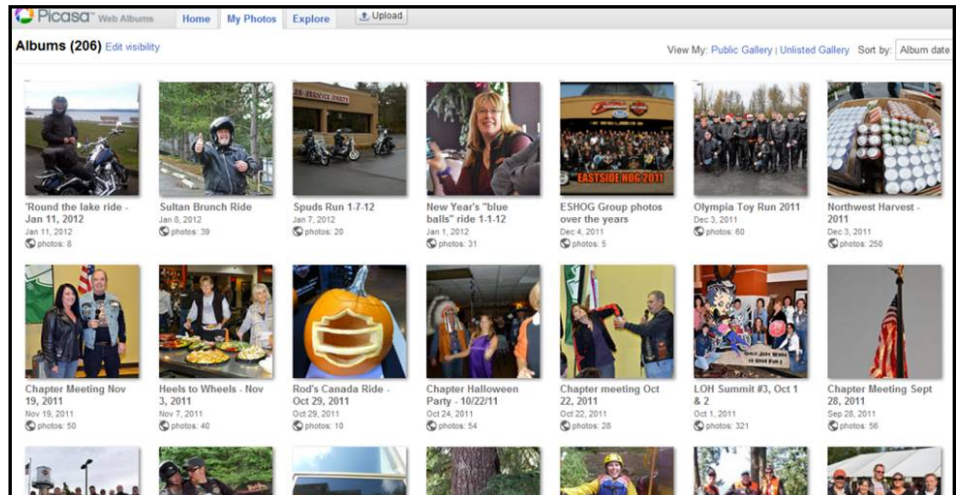 Picasa™ Web Albums
Home
My Photos
Explore
Upload
Albums (206) Edit visibility
View My: Public Gallery | Unlisted Gallery Sort by: Album date
'Round the lake ride -
Jan 11, 2012
Jan 11, 2012
photos: 8
Sultan Brunch Ride
Jan 8, 2012
photos: 39
Spuds Run 1-7-12
Jan 7, 2012
photos: 20
New Year's "blue
balls" ride 1-1-12
Jan 1, 2012
photos: 31
EASTSIDE HOG 2011
ESHOG Group photos
over the years
Dec 4, 2011
photos: 5
Olympia Toy Run 2011
Dec 3, 2011
photos: 60
Northwest Harvest -
2011
Dec 3, 2011
photos: 250
Chapter Meeting Nov
19, 2011
Nov 19, 2011
photos: 50
Heels to Wheels - Nov
3, 2011
Nov 7, 2011
photos: 40
Rod's Canada Ride -
Oct 29, 2011
Oct 29, 2011
photos: 10
Chapter Halloween
Party - 10/22/11
Oct 24, 2011
photos: 54
Chapter meeting Oct
22, 2011
Oct 22, 2011
photos: 28
LOH Summit #3, Oct 1
& 2
Oct 1, 2011
photos: 321
Chapter Meeting Sept
28, 2011
Sep 28, 2011
photos: 56